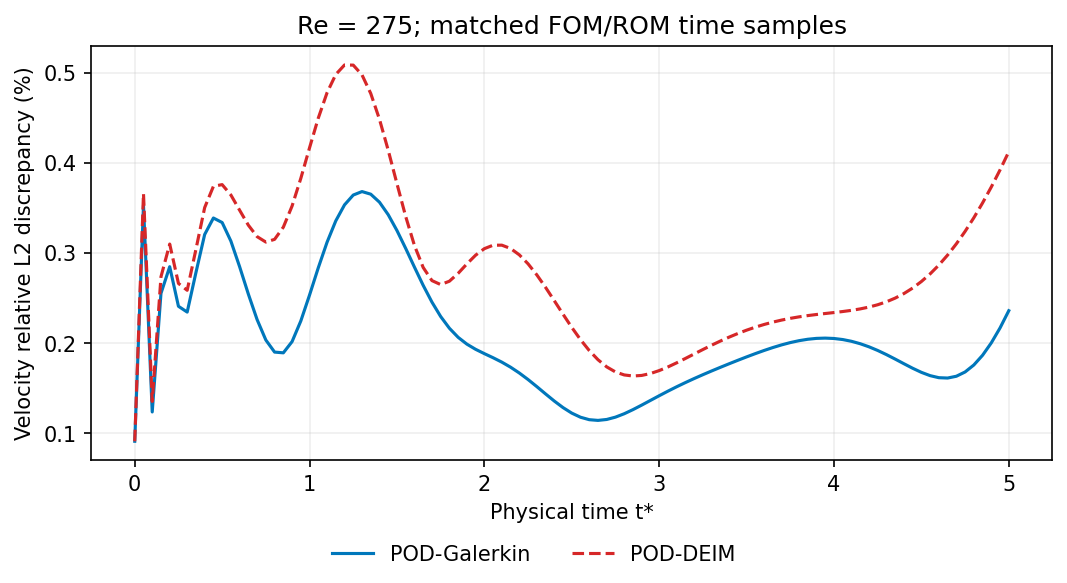 Re = 275; matched FOM/ROM time samples
Velocity relative L2 discrepancy (%)
0.5
0.4
0.3
0.2
0.1
0 1 2 3 4 5
Physical time t*
POD-Galerkin POD-DEIM